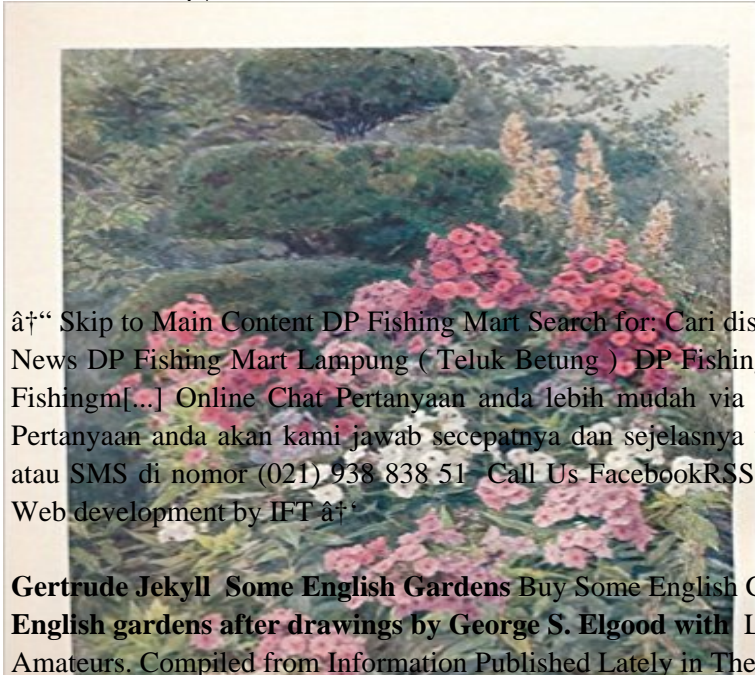 â†“ Skip to Main Content DP Fishing Mart Search for: Cari dis
News DP Fishing Mart Lampung ( Teluk Betung ) DP Fishin
Fishingm[...] Online Chat Pertanyaan anda lebih mudah via
Pertanyaan anda akan kami jawab secepatnya dan sejelasnya
atau SMS di nomor (021) 938 838 51 Call Us FacebookRSS
Web development by IFT â†‘
Gertrude Jekyll Some English Gardens Buy Some English G
English gardens after drawings by George S. Elgood with L
Amateurs. Compiled from Information Published Lately in The